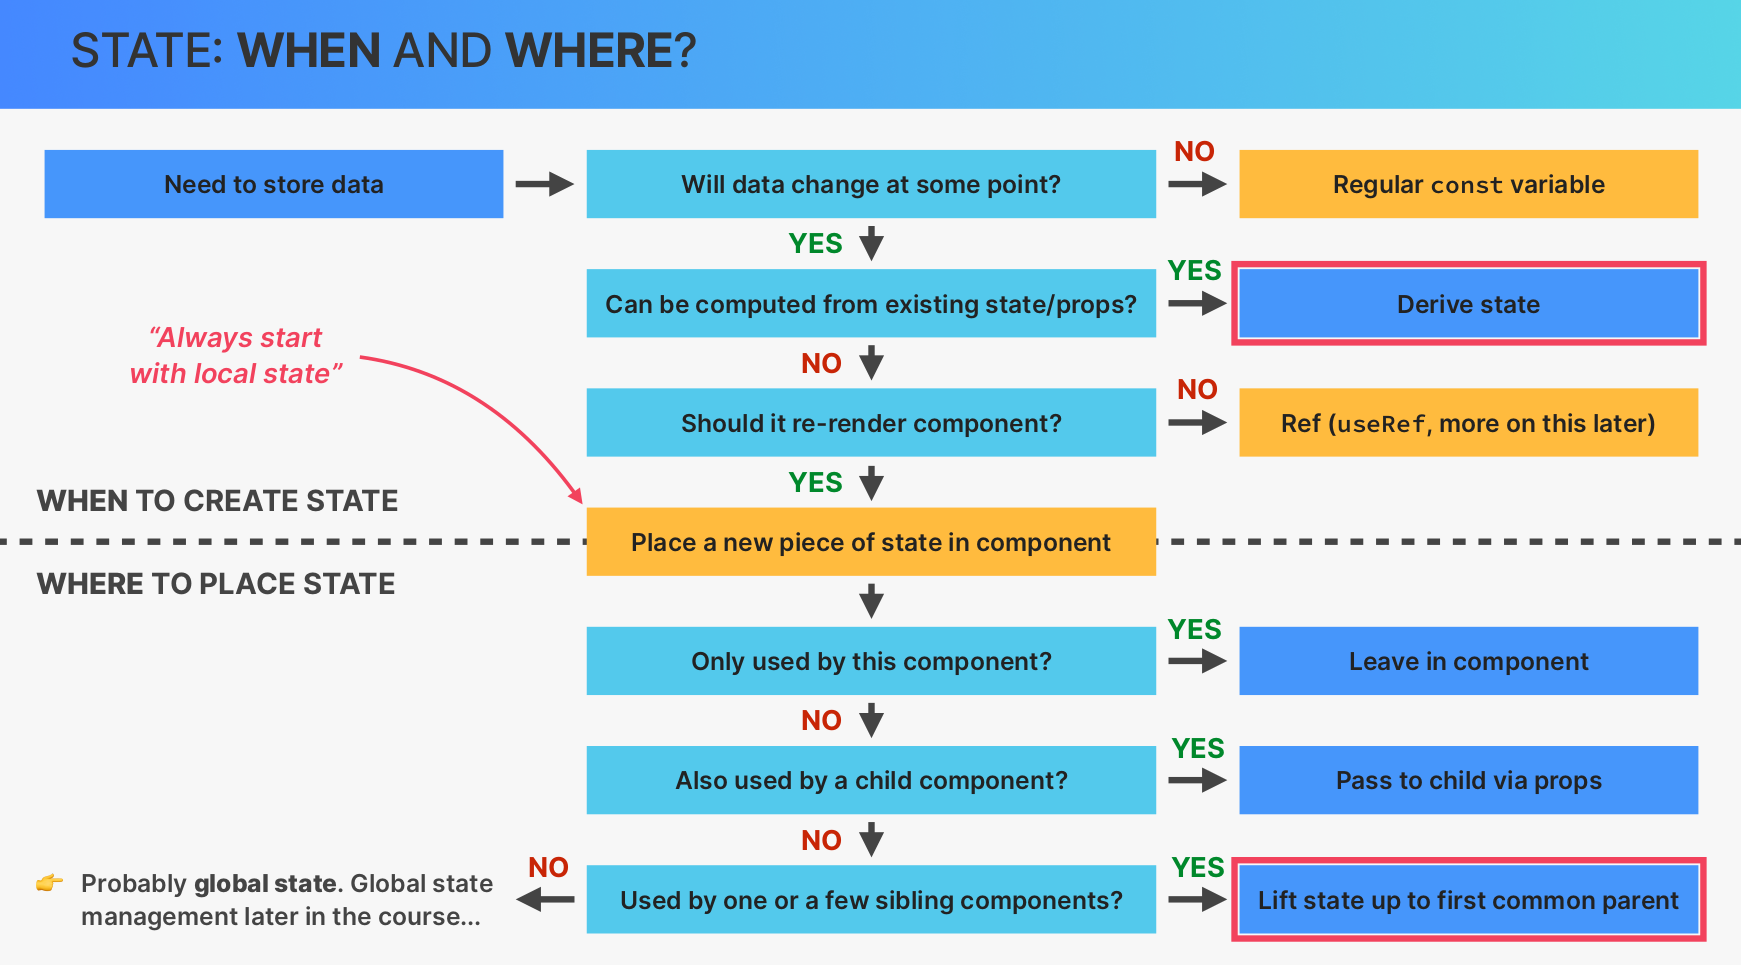 STATE: WHEN AND WHERE?
Need to store data
Will data change at some point?
NO
Regular const variable
YES
Can be computed from existing state/props?
YES
Derive state
“Always start
with local state”
NO
Should it re-render component?
NO
Ref (useRef, more on this later)
YES
WHEN TO CREATE STATE
Place a new piece of state in component
WHERE TO PLACE STATE
Only used by this component?
YES
Leave in component
NO
Also used by a child component?
YES
Pass to child via props
NO
Used by one or a few sibling components?
YES
Lift state up to first common parent
NO
👉 Probably global state. Global state
management later in the course...